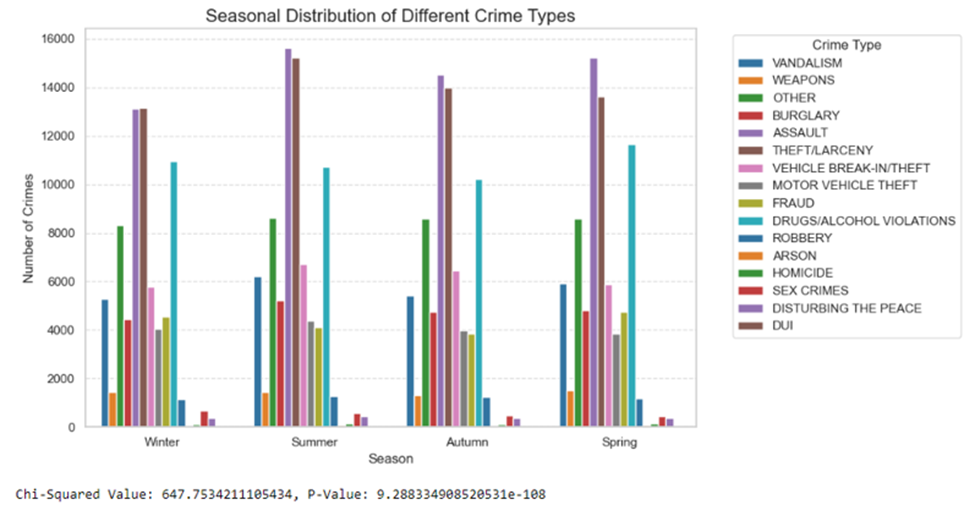 Seasonal Distribution of Different Crime Types
16000
14000
12000
10000
8000
6000
4000
2000
0
Number of Crimes
Winter Summer Autumn Spring
Season
Crime Type
VANDALISM
WEAPONS
OTHER
BURGLARY
ASSAULT
THEFT/LARCENY
VEHICLE BREAK-IN/THEFT
MOTOR VEHICLE THEFT
FRAUD
DRUGS/ALCOHOL VIOLATIONS
ROBBERY
ARSON
HOMICIDE
SEX CRIMES
DISTURBING THE PEACE
DUI
Chi-Squared Value: 647.7534211105434, P-Value: 9.288334908520531e-108